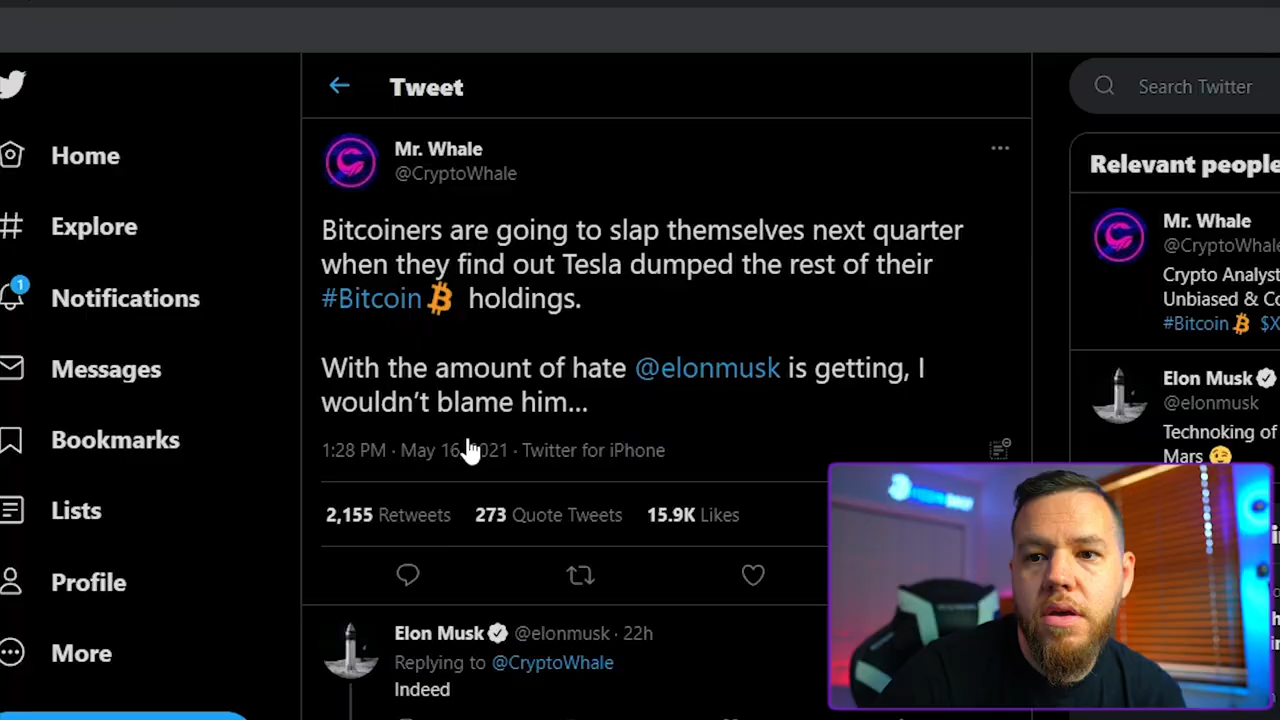 Tweet
Search Twitter
Home
Explore
1
Notifications
Messages
Bookmarks
Lists
Profile
More
Mr. Whale
@CryptoWhale
Bitcoiners are going to slap themselves next quarter
when they find out Tesla dumped the rest of their
#Bitcoin holdings.
With the amount of hate @elonmusk is getting, I
wouldn't blame him...
1:28 PM · May 16, 2021 · Twitter for iPhone
2,155 Retweets 273 Quote Tweets 15.9K Likes
Elon Musk @elonmusk · 22h
Replying to @CryptoWhale
Indeed
Relevant people
Mr. Whale
@CryptoWhale
Crypto Analyst
Unbiased &
#Bitcoin
Elon Musk
@elonmusk
Technoking of
Mars